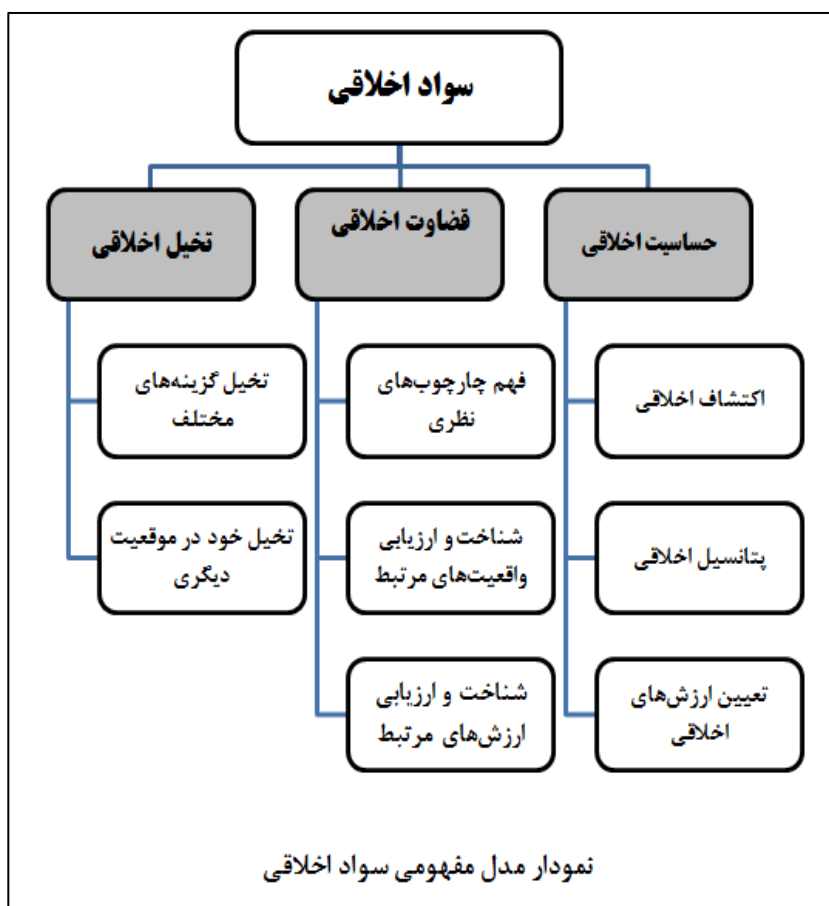 سواد اخلاقی
حساسیت اخلاقی
اکتشاف اخلاقی
پتانسیل اخلاقی
تعیین ارزش‌های
اخلاقی
قضاوت اخلاقی
فهم چارچوب‌های
نظری
شناخت و ارزیابی
واقعیت‌های مرتبط
شناخت و ارزیابی
ارزش‌های مرتبط
تخیل اخلاقی
تخیل گزینه‌های
مختلف
تخیل خود در موقعیت
دیگری
نمودار مدل مفهومی سواد اخلاقی